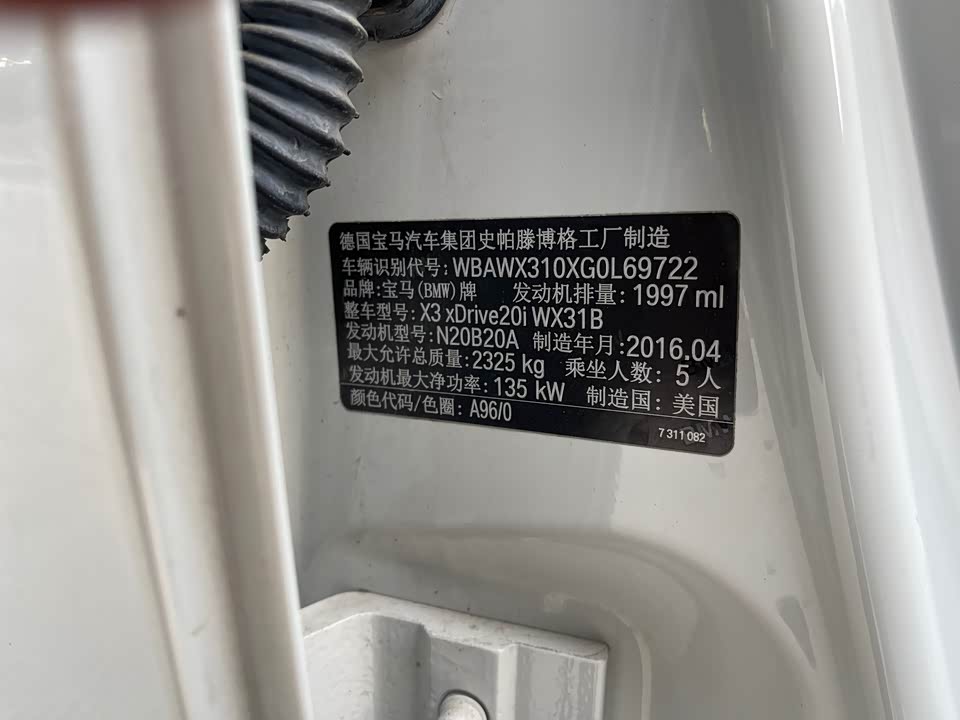 德国宝马汽车集团史帕滕博格工厂制造
车辆识别代号: WBAWX310XG0L69722
品牌: 宝马(BMW)牌 发动机排量: 1997 ml
整车型号: X3 xDrive20i WX31B
发动机型号: N20B20A 制造年月: 2016.04
最大允许总质量: 2325 kg 乘坐人数: 5 人
发动机最大净功率: 135 kW 制造国: 美国
颜色代码/色圈: A96/0
7 311 082